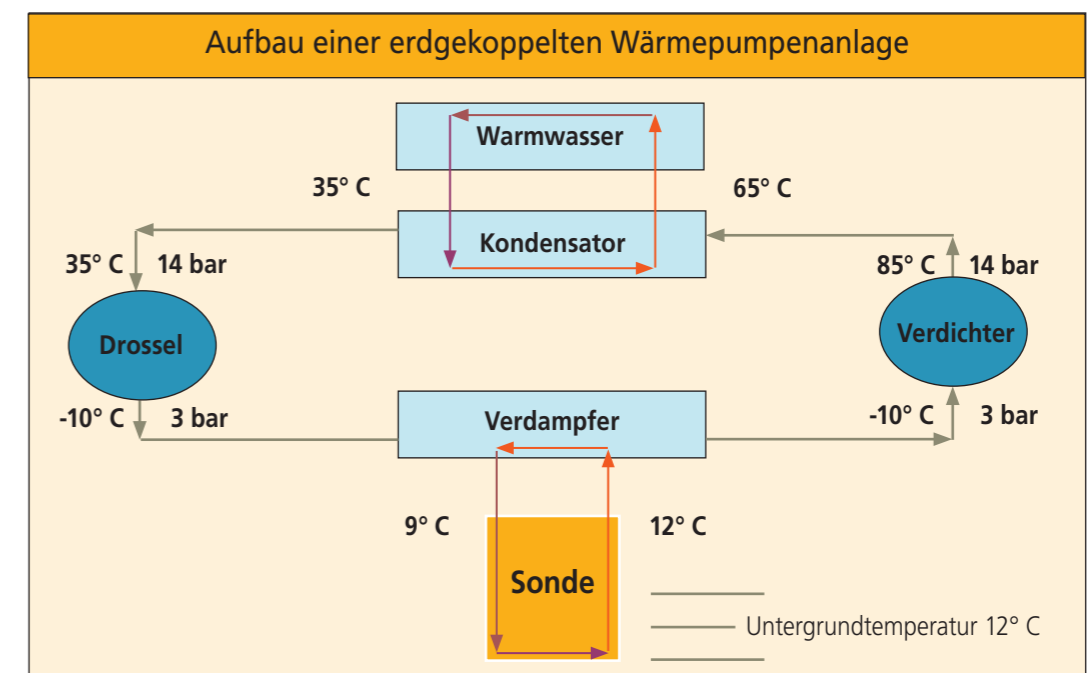 Aufbau einer erdgekoppelten Wärmepumpenanlage
Warmwasser
35° C
65° C
Kondensator
35° C 14 bar
85° C 14 bar
Drossel
Verdichter
-10° C 3 bar
Verdampfer
-10° C 3 bar
9° C
12° C
Sonde
Untergrundtemperatur 12° C